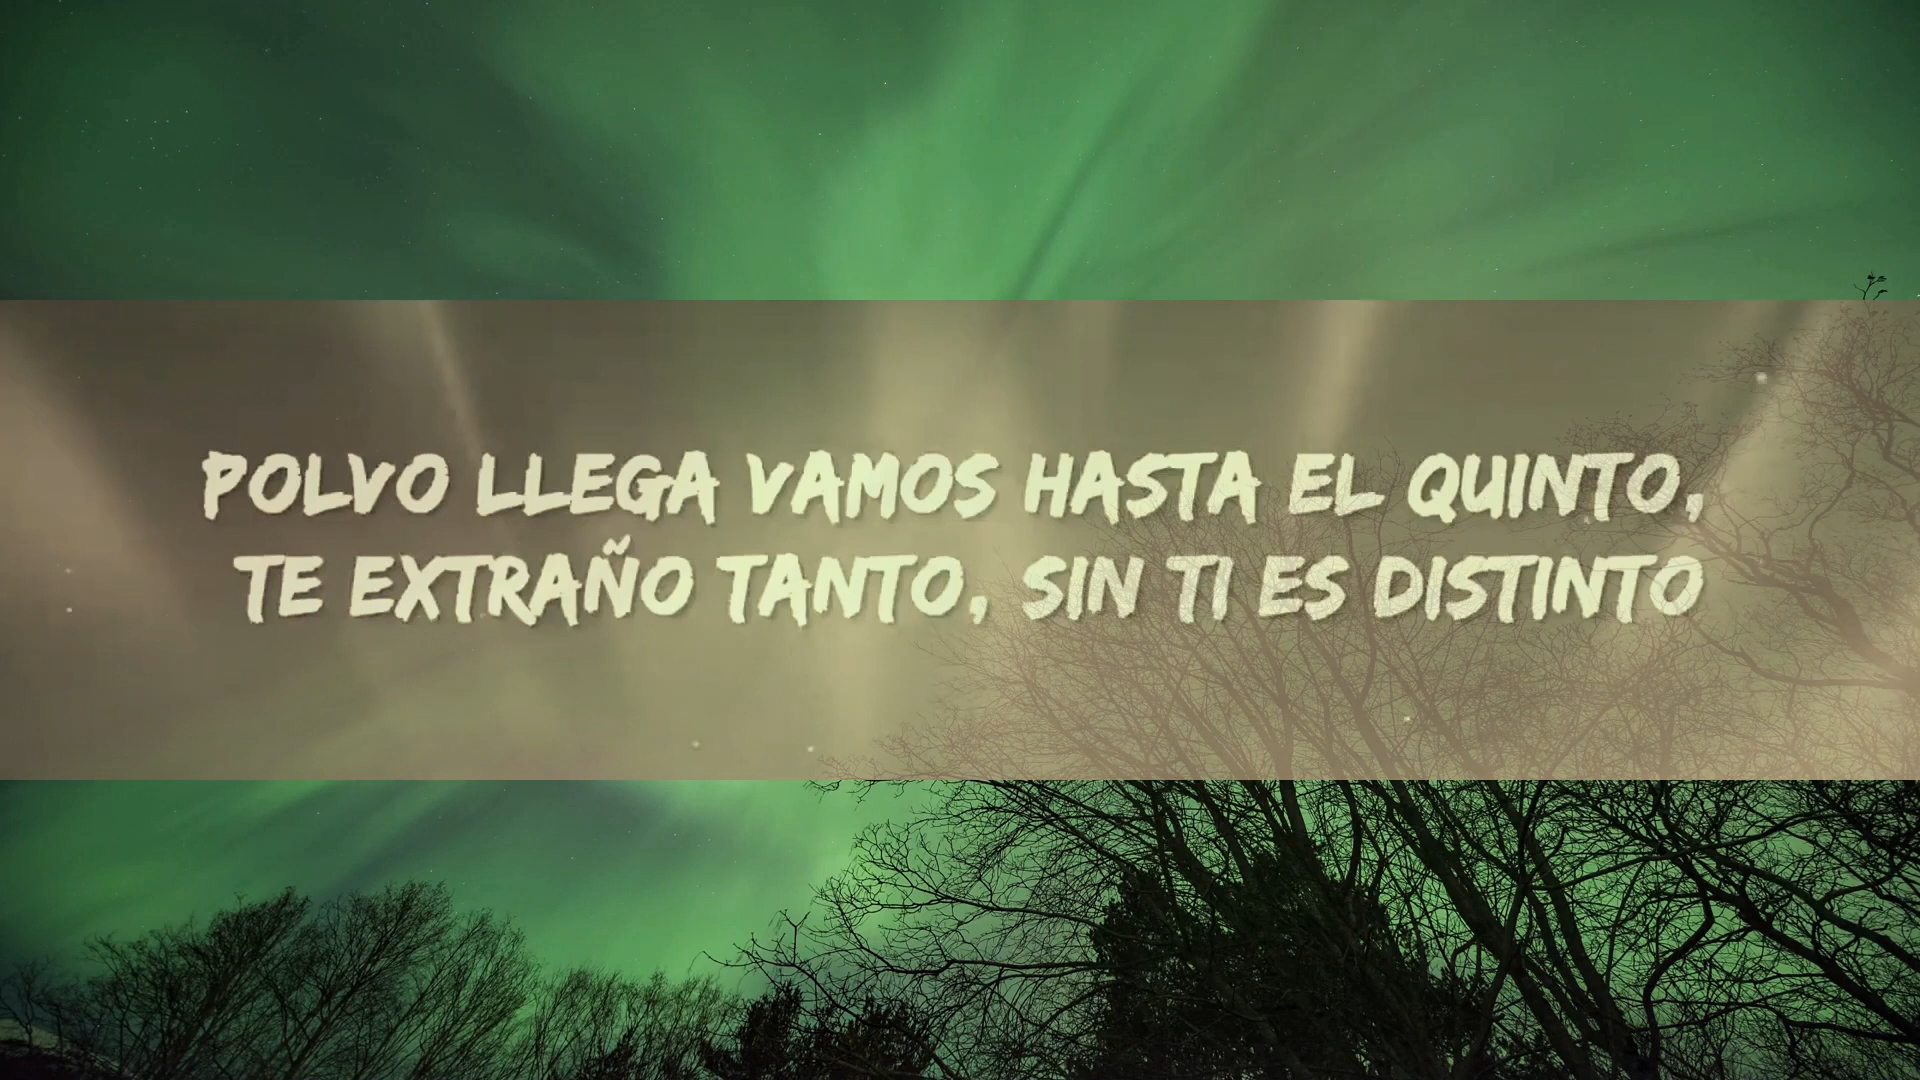 POLVO LLEGA VAMOS HASTA EL QUINTO,
TE EXTRAÑO TANTO, SIN TI ES DISTINTO